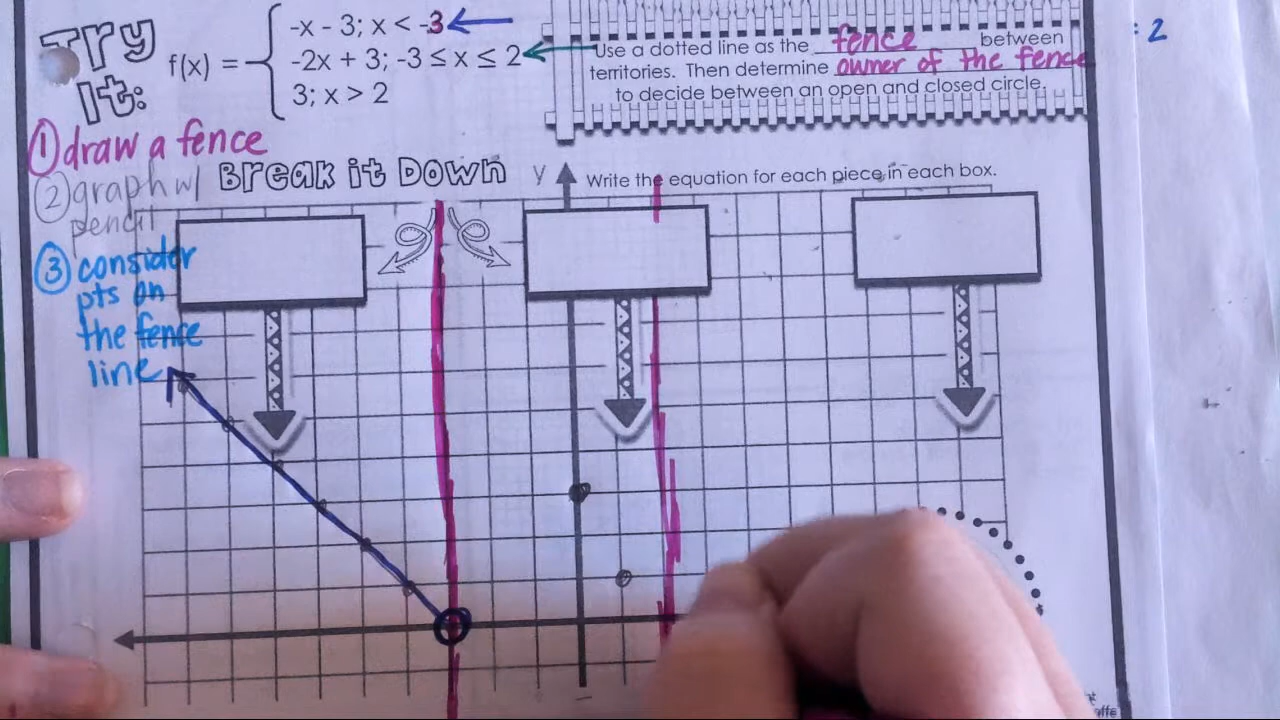 Try It:
f(x) =
-x - 3; x < -3
-2x + 3; -3 ≤ x ≤ 2
3; x > 2
Use a dotted line as the fence between
territories. Then determine owner of the fence
to decide between an open and closed circle.
: 2
① draw a fence
② graph w/
pencil
③ consider
pts on
the fence
line
Break it Down
y
Write the equation for each piece in each box.